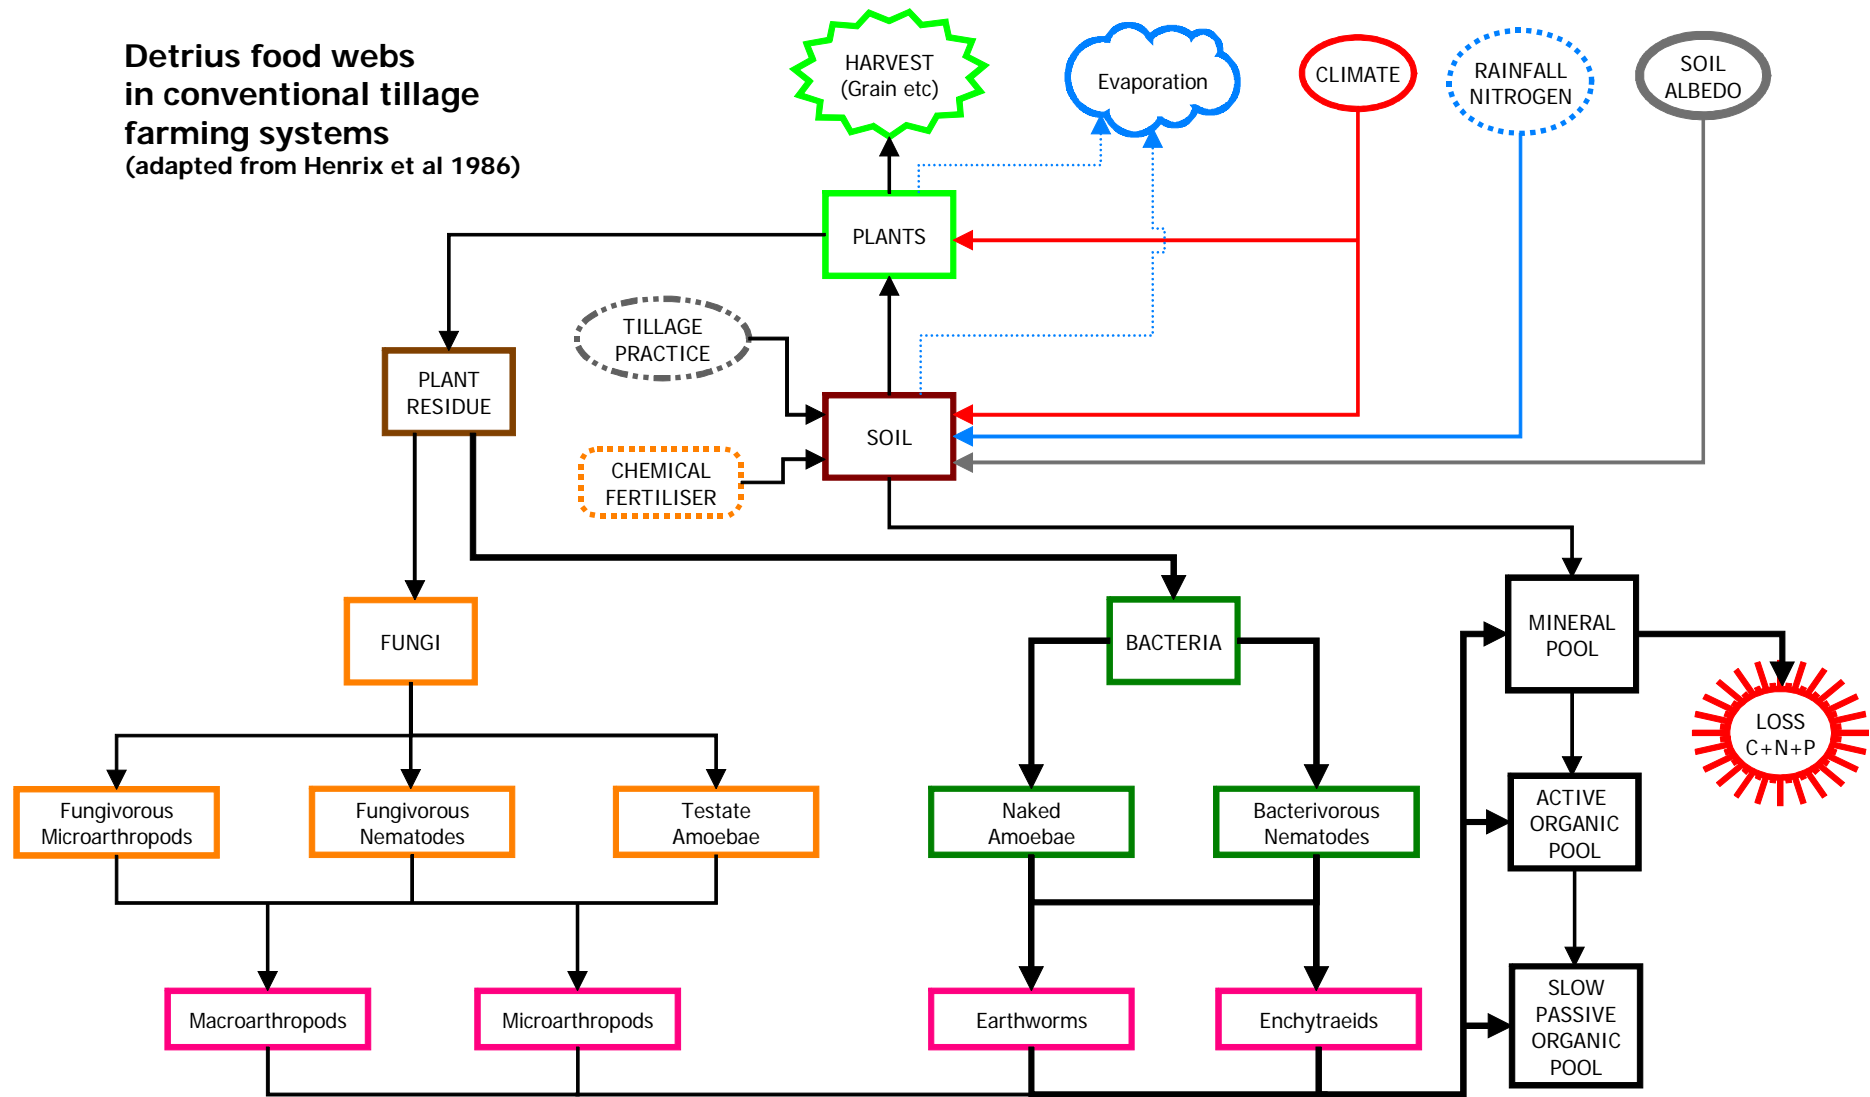 Detrius food webs
in conventional tillage
farming systems
(adapted from Henrix et al 1986)
HARVEST
(Grain etc)
Evaporation
CLIMATE
RAINFALL
NITROGEN
SOIL
ALBEDO
PLANTS
TILLAGE
PRACTICE
PLANT
RESIDUE
SOIL
CHEMICAL
FERTILISER
FUNGI
BACTERIA
MINERAL
POOL
LOSS
C+N+P
Fungivorous
Microarthropods
Fungivorous
Nematodes
Testate
Amoebae
Naked
Amoebae
Bacterivorous
Nematodes
ACTIVE
ORGANIC
POOL
Macroarthropods
Microarthropods
Earthworms
Enchytraeids
SLOW
PASSIVE
ORGANIC
POOL